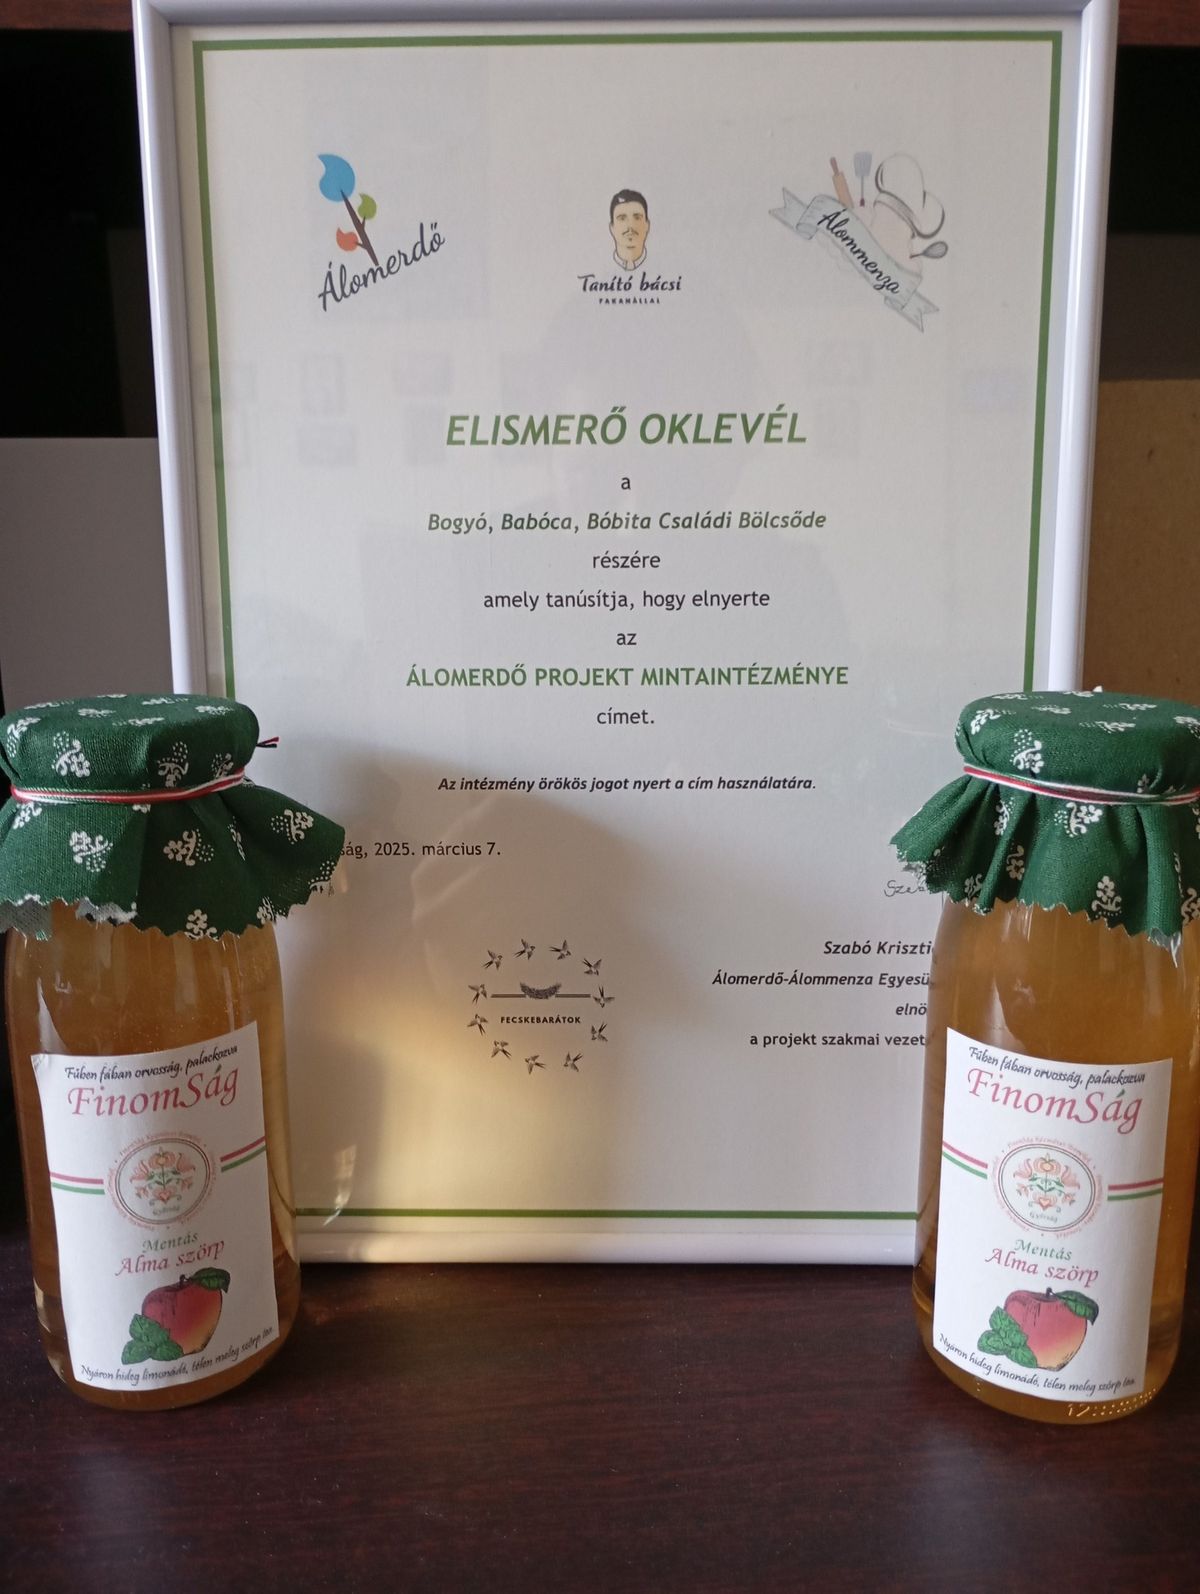 Álomerdő
Tanító bácsi
FAKANÁLLAL
Álommenza
ELISMERŐ OKLEVÉL
a
Bogyó, Babóca, Bóbita Családi Bölcsőde
részére
amely tanúsítja, hogy elnyerte
az
ÁLOMERDŐ PROJEKT MINTAINTÉZMÉNYE
címet.
Az intézmény örökös jogot nyert a cím használatára.
ság, 2025. március 7.
Szabó Kriszti
Álomerdő-Álommenza Egyesü
elnö
a projekt szakmai vezet
FECSKEBARÁTOK
Fűben fában orvosság, palackozva
FinomSág
Mentás
Alma szörp
Nyáron hideg limonádé, télen meleg szörp tea.
Fűben fában orvosság, palackozva
FinomSág
Mentás
Alma szörp
Nyáron hideg limonádé, télen meleg szörp tea.